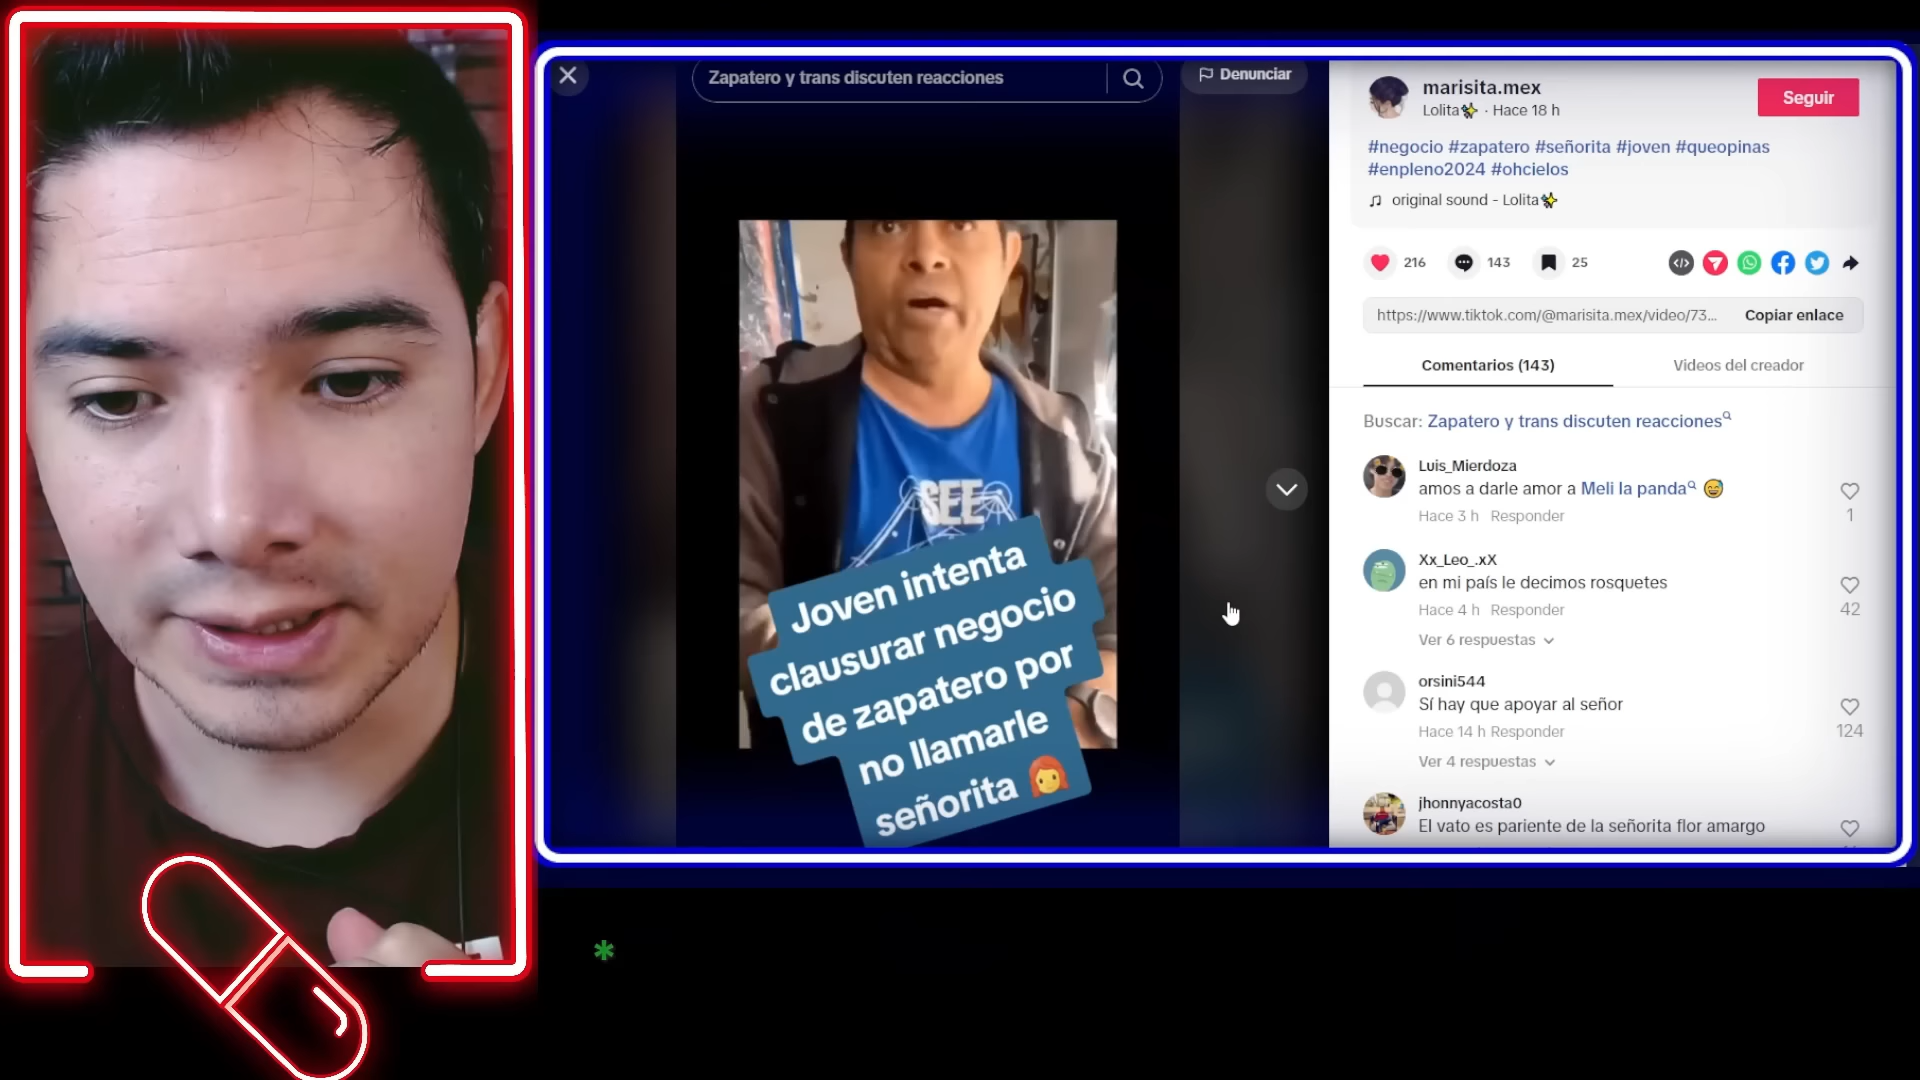 Zapatero y trans discuten reacciones
Denunciar
SEE
Joven intenta
clausurar negocio
de zapatero por
no llamarle
señorita
marisita.mex
Lolita✨ · Hace 18 h
Seguir
#negocio #zapatero #señorita #joven #queopinas
#enpleno2024 #ohcielos
original sound - Lolita✨
216
143
25
https://www.tiktok.com/@marisita.mex/video/73...
Copiar enlace
Comentarios (143)
Videos del creador
Buscar: Zapatero y trans discuten reacciones
Luis_Mierdoza
amos a darle amor a Meli la panda 😅
Hace 3 h Responder
1
Xx_Leo_.xX
en mi país le decimos rosquetes
Hace 4 h Responder
42
Ver 6 respuestas
orsini544
Sí hay que apoyar al señor
Hace 14 h Responder
124
Ver 4 respuestas
jhonnyacosta0
El vato es pariente de la señorita flor amargo
*